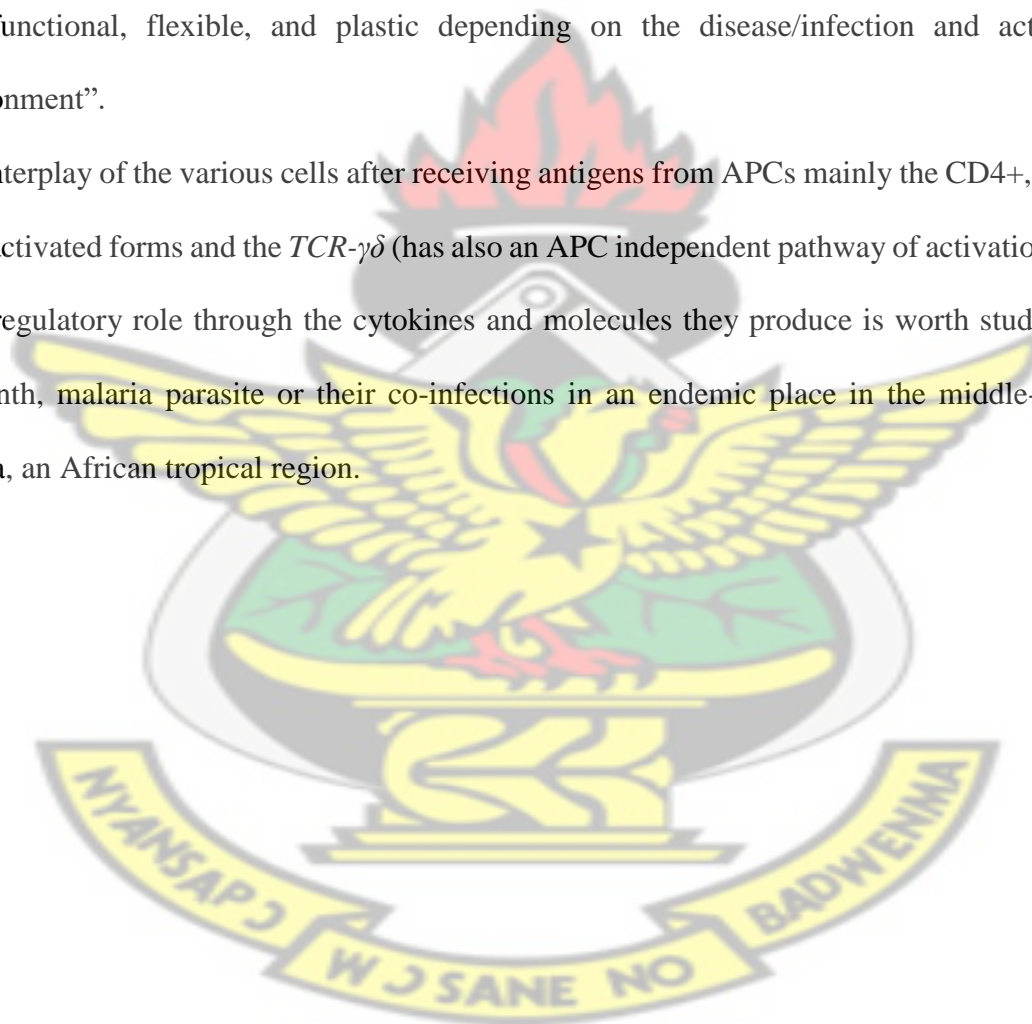 functional, flexible, and plastic depending on the disease/infection and act
onment”.
nterplay of the various cells after receiving antigens from APCs mainly the CD4+,
ctivated forms and the TCR-γδ (has also an APC independent pathway of activatio
regulatory role through the cytokines and molecules they produce is worth stud
nth, malaria parasite or their co-infections in an endemic place in the middle-
a, an African tropical region.
NYANSAPƆ
WƆ SANE NO
BADWENMA